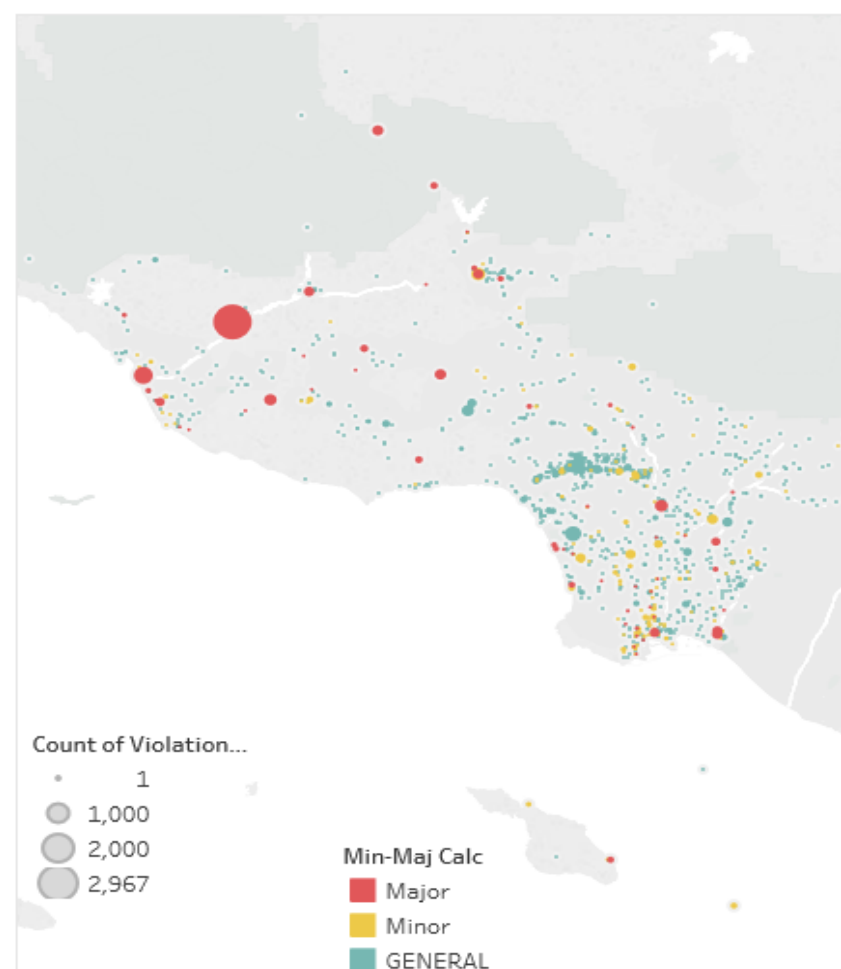 Count of Violation...
1
1,000
2,000
2,967
Min-Maj Calc
Major
Minor
GENERAL